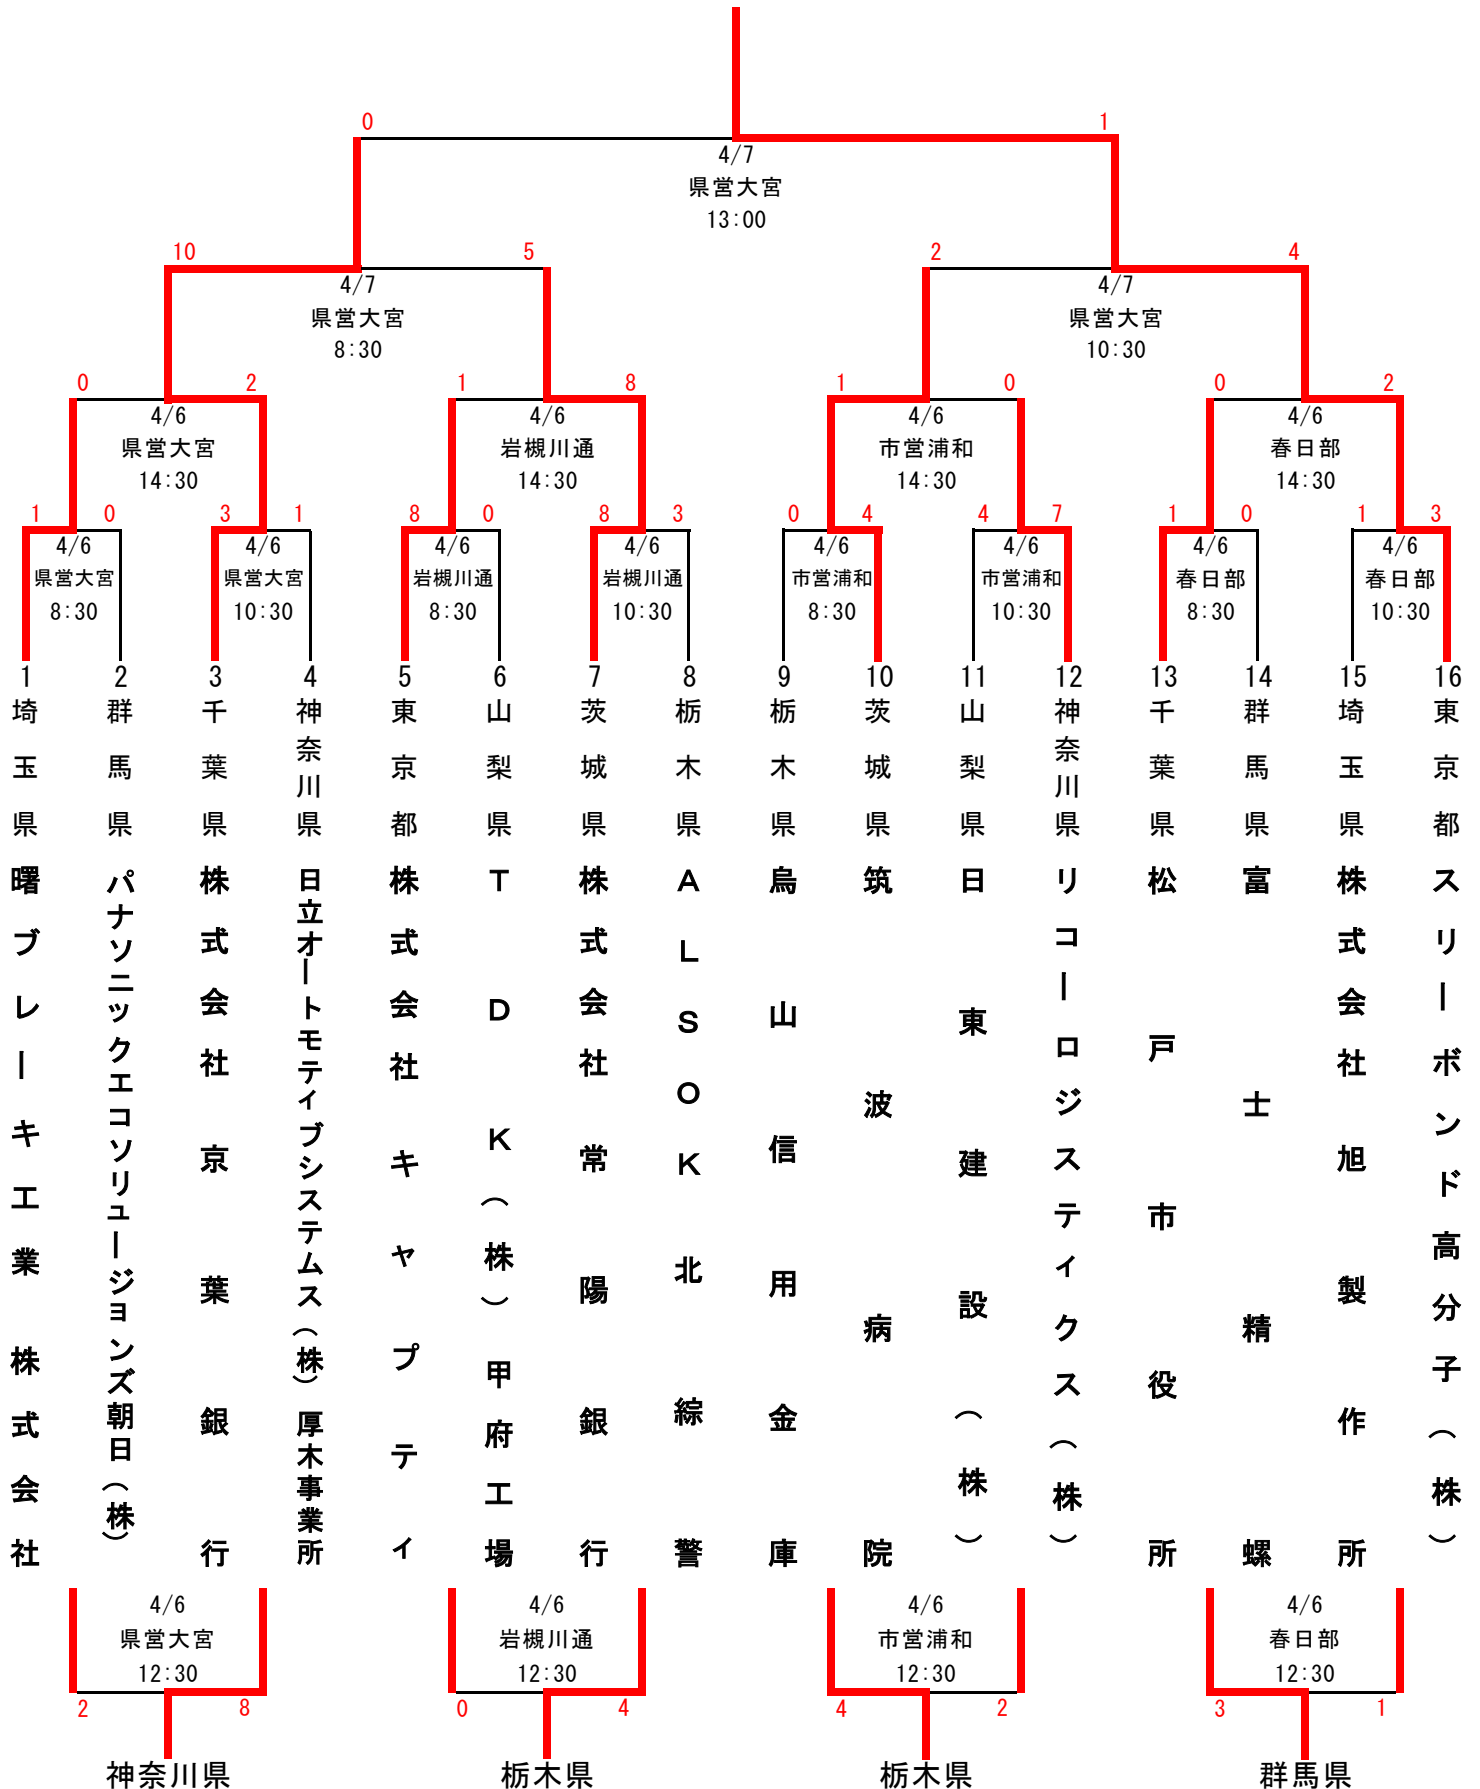 0 1
4/7
県営大宮
13:00
10 5 2 4
4/7 4/7
県営大宮 県営大宮
8:30 10:30
0 2 1 8 1 0 0 2
4/6 4/6 4/6 4/6
県営大宮 岩槻川通 市営浦和 春日部
14:30 14:30 14:30 14:30
1 0 3 1 8 0 8 3 0 4 4 7 1 0 1 3
4/6 4/6 4/6 4/6 4/6 4/6 4/6 4/6
県営大宮 県営大宮 岩槻川通 岩槻川通 市営浦和 市営浦和 春日部 春日部
8:30 10:30 8:30 10:30 8:30 10:30 8:30 10:30
1 埼玉県 曙ブレーキエ業 株式会社
2 群馬県 パナソニックエコソリュージョンズ朝日(株)
3 千葉県 株式会社 京葉銀行
4 神奈川県 日立オートモティブシステムス(株) 厚木事業所
5 東京都 株式会社 キャプティ
6 山梨県 TDK(株) 甲府工場
7 茨城県 株式会社 常陽銀行
8 栃木県 ALSOK北綜警
9 栃木県 烏山信用金庫
10 茨城県 筑波病院
11 山梨県 日東建設(株)
12 神奈川県 リコーロジスティクス(株)
13 千葉県 松戸市役所
14 群馬県 富士精螺
15 埼玉県 株式会社 旭製作所
16 東京都 スリーボンド高分子(株)
4/6 4/6 4/6 4/6
県営大宮 岩槻川通 市営浦和 春日部
12:30 12:30 12:30 12:30
2 8 0 4 4 2 3 1
神奈川県 栃木県 栃木県 群馬県